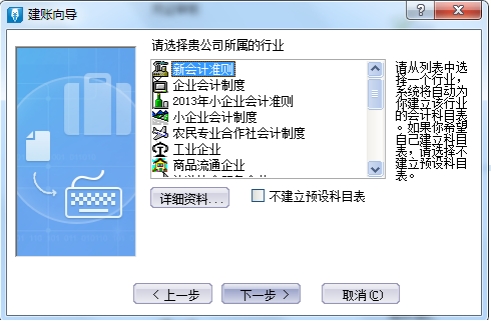 建账向导
请选择贵公司所属的行业
新会计准则
企业会计制度
2013年小企业会计准则
小企业会计制度
农民专业合作社会计制度
工业企业
商品流通企业
请从列表中选
择一个行业，
系统将自动为
你建立该行业
的会计科目表
。如果你希望
自己建立科目
表，请选择不
建立预设科目
表。
详细资料...
不建立预设科目表
< 上一步
下一步 >
取消(C)